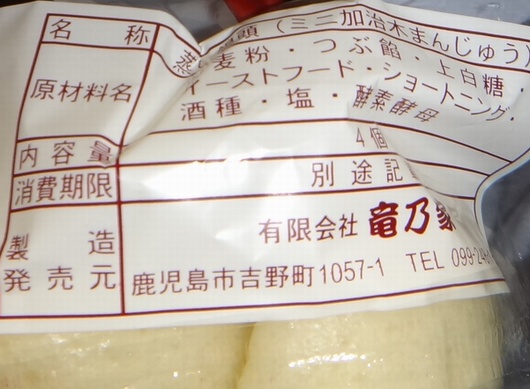 名称 蒸饅頭(ミニ加治木まんじゅう)
原材料名 小麦粉・つぶ餡・上白糖・
イーストフード・ショートニング・
酒種・塩・酵素酵母
内容量 4個
消費期限 別途記
製造
発売元 有限会社 竜乃家
鹿児島市吉野町1057-1 TEL 099-24